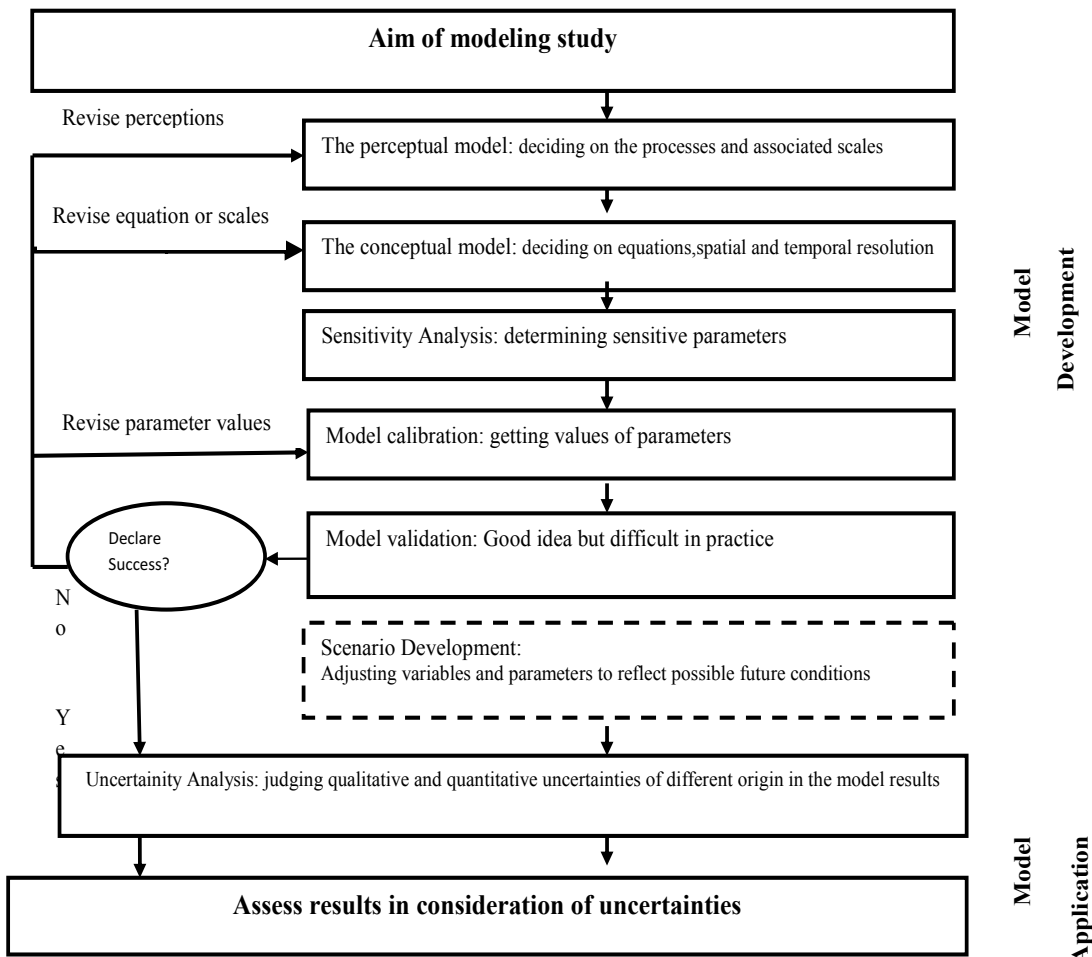 Aim of modeling study
Revise perceptions
The perceptual model: deciding on the processes and associated scales
Revise equation or scales
The conceptual model: deciding on equations,spatial and temporal resolution
Sensitivity Analysis: determining sensitive parameters
Revise parameter values
Model calibration: getting values of parameters
Model
Development
Declare
Success?
Model validation: Good idea but difficult in practice
N
o
Scenario Development:
Adjusting variables and parameters to reflect possible future conditions
Y
e
s
Uncertainity Analysis: judging qualitative and quantitative uncertainties of different origin in the model results
Assess results in consideration of uncertainties
Model
Application